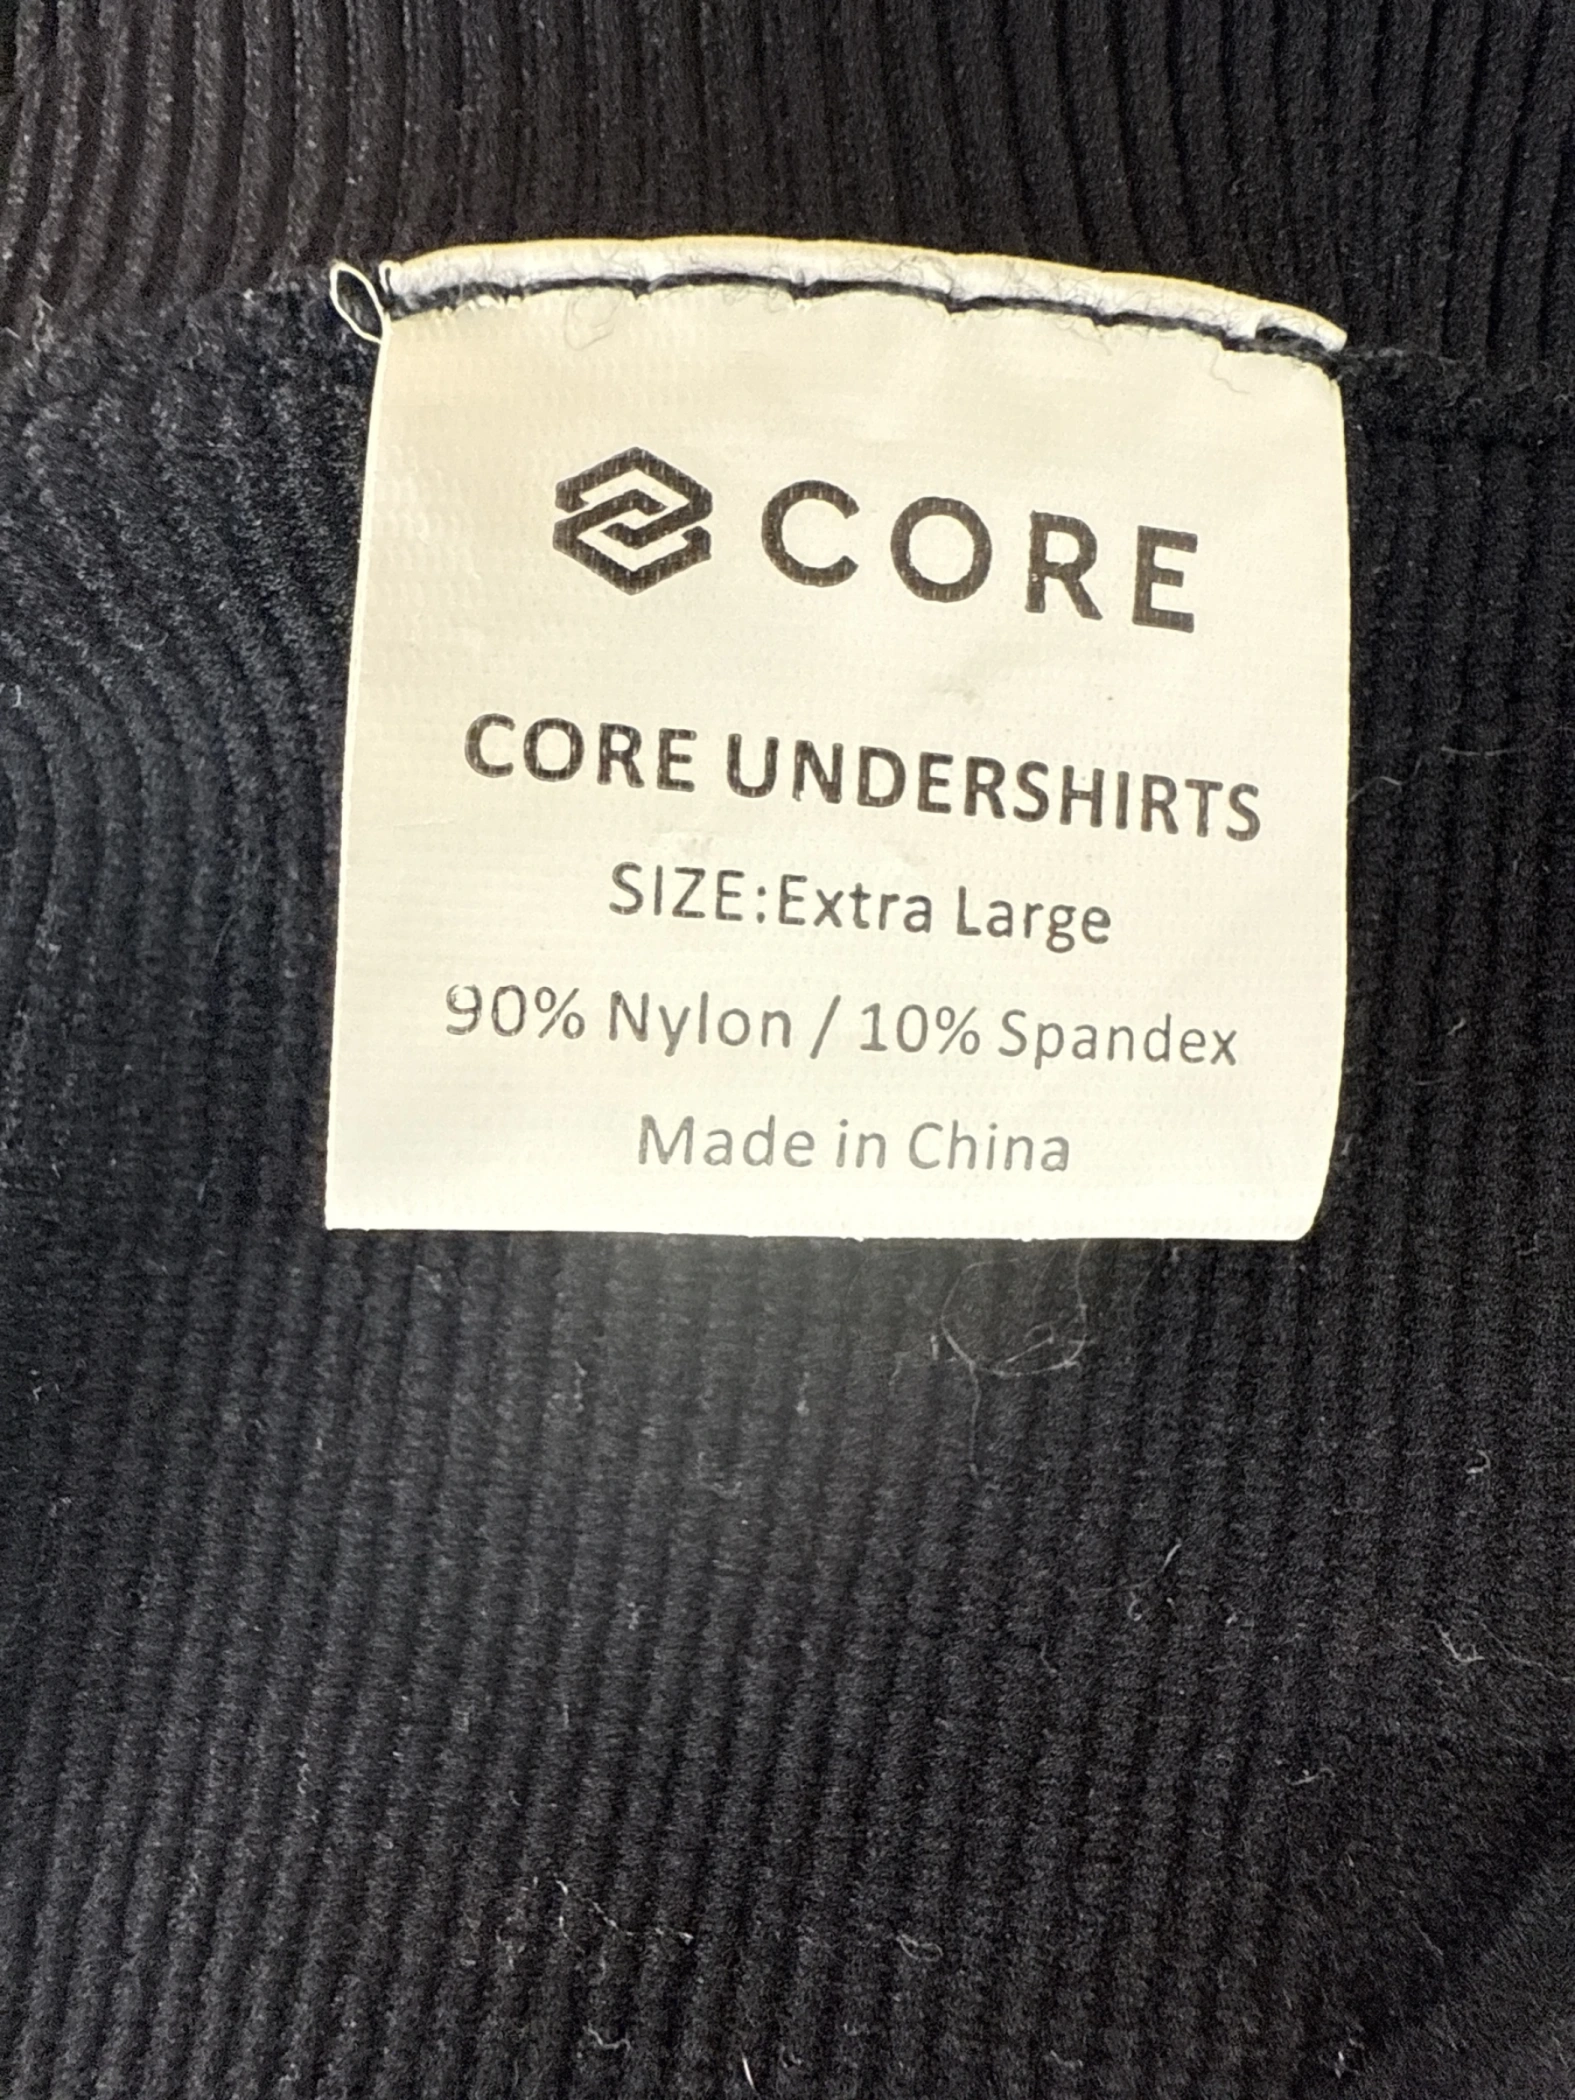 CORE
CORE UNDERSHIRTS
SIZE:Extra Large
90% Nylon / 10% Spandex
Made in China